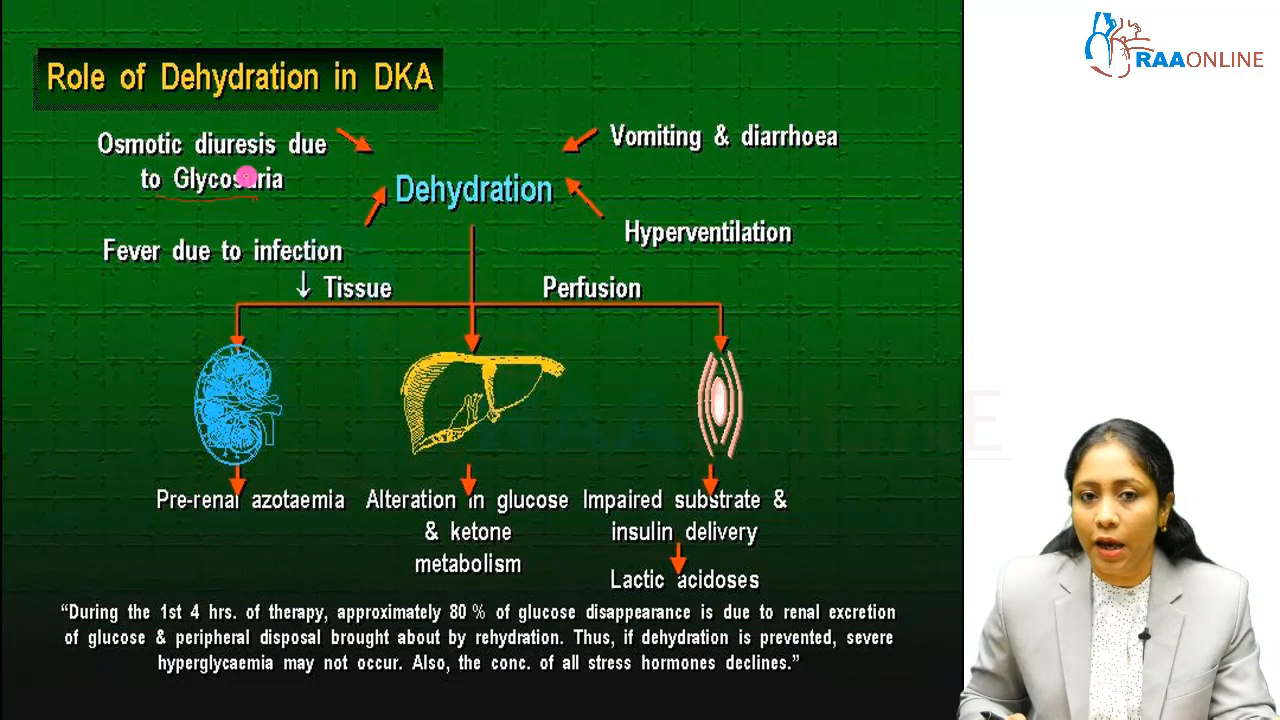 RAAONLINE
Role of Dehydration in DKA
Osmotic diuresis due
to Glycosuria
Vomiting & diarrhoea
Dehydration
Fever due to infection
Hyperventilation
↓ Tissue Perfusion
Pre-renal azotaemia
Alteration in glucose
& ketone
metabolism
Impaired substrate &
insulin delivery
Lactic acidoses
“During the 1st 4 hrs. of therapy, approximately 80 % of glucose disappearance is due to renal excretion
of glucose & peripheral disposal brought about by rehydration. Thus, if dehydration is prevented, severe
hyperglycaemia may not occur. Also, the conc. of all stress hormones declines.”